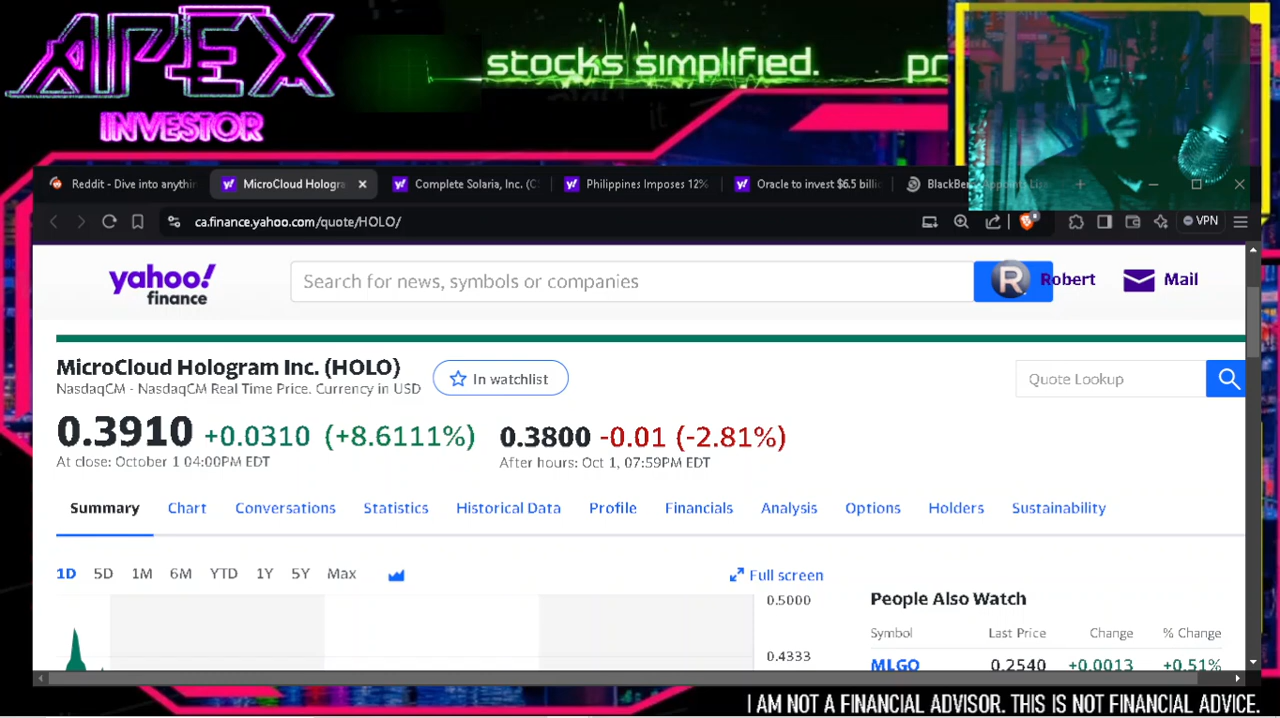 APEX
INVESTOR
stocks simplified. pr
Reddit - Dive into anythin
MicroCloud Hologra
Complete Solaria, Inc. (C
Philippines Imposes 12%
Oracle to invest $6.5 billi
BlackBer
ca.finance.yahoo.com/quote/HOLO/
VPN
yahoo!
finance
Search for news, symbols or companies
R
Robert
Mail
MicroCloud Hologram Inc. (HOLO)
NasdaqCM - NasdaqCM Real Time Price. Currency in USD
In watchlist
Quote Lookup
0.3910 +0.0310 (+8.6111%)
At close: October 1 04:00PM EDT
0.3800 -0.01 (-2.81%)
After hours: Oct 1, 07:59PM EDT
Summary Chart Conversations Statistics Historical Data Profile Financials Analysis Options Holders Sustainability
1D 5D 1M 6M YTD 1Y 5Y Max
Full screen
0.5000
0.4333
People Also Watch
Symbol Last Price Change % Change
MLGO 0.2540 +0.0013 +0.51%
I AM NOT A FINANCIAL ADVISOR. THIS IS NOT FINANCIAL ADVICE.